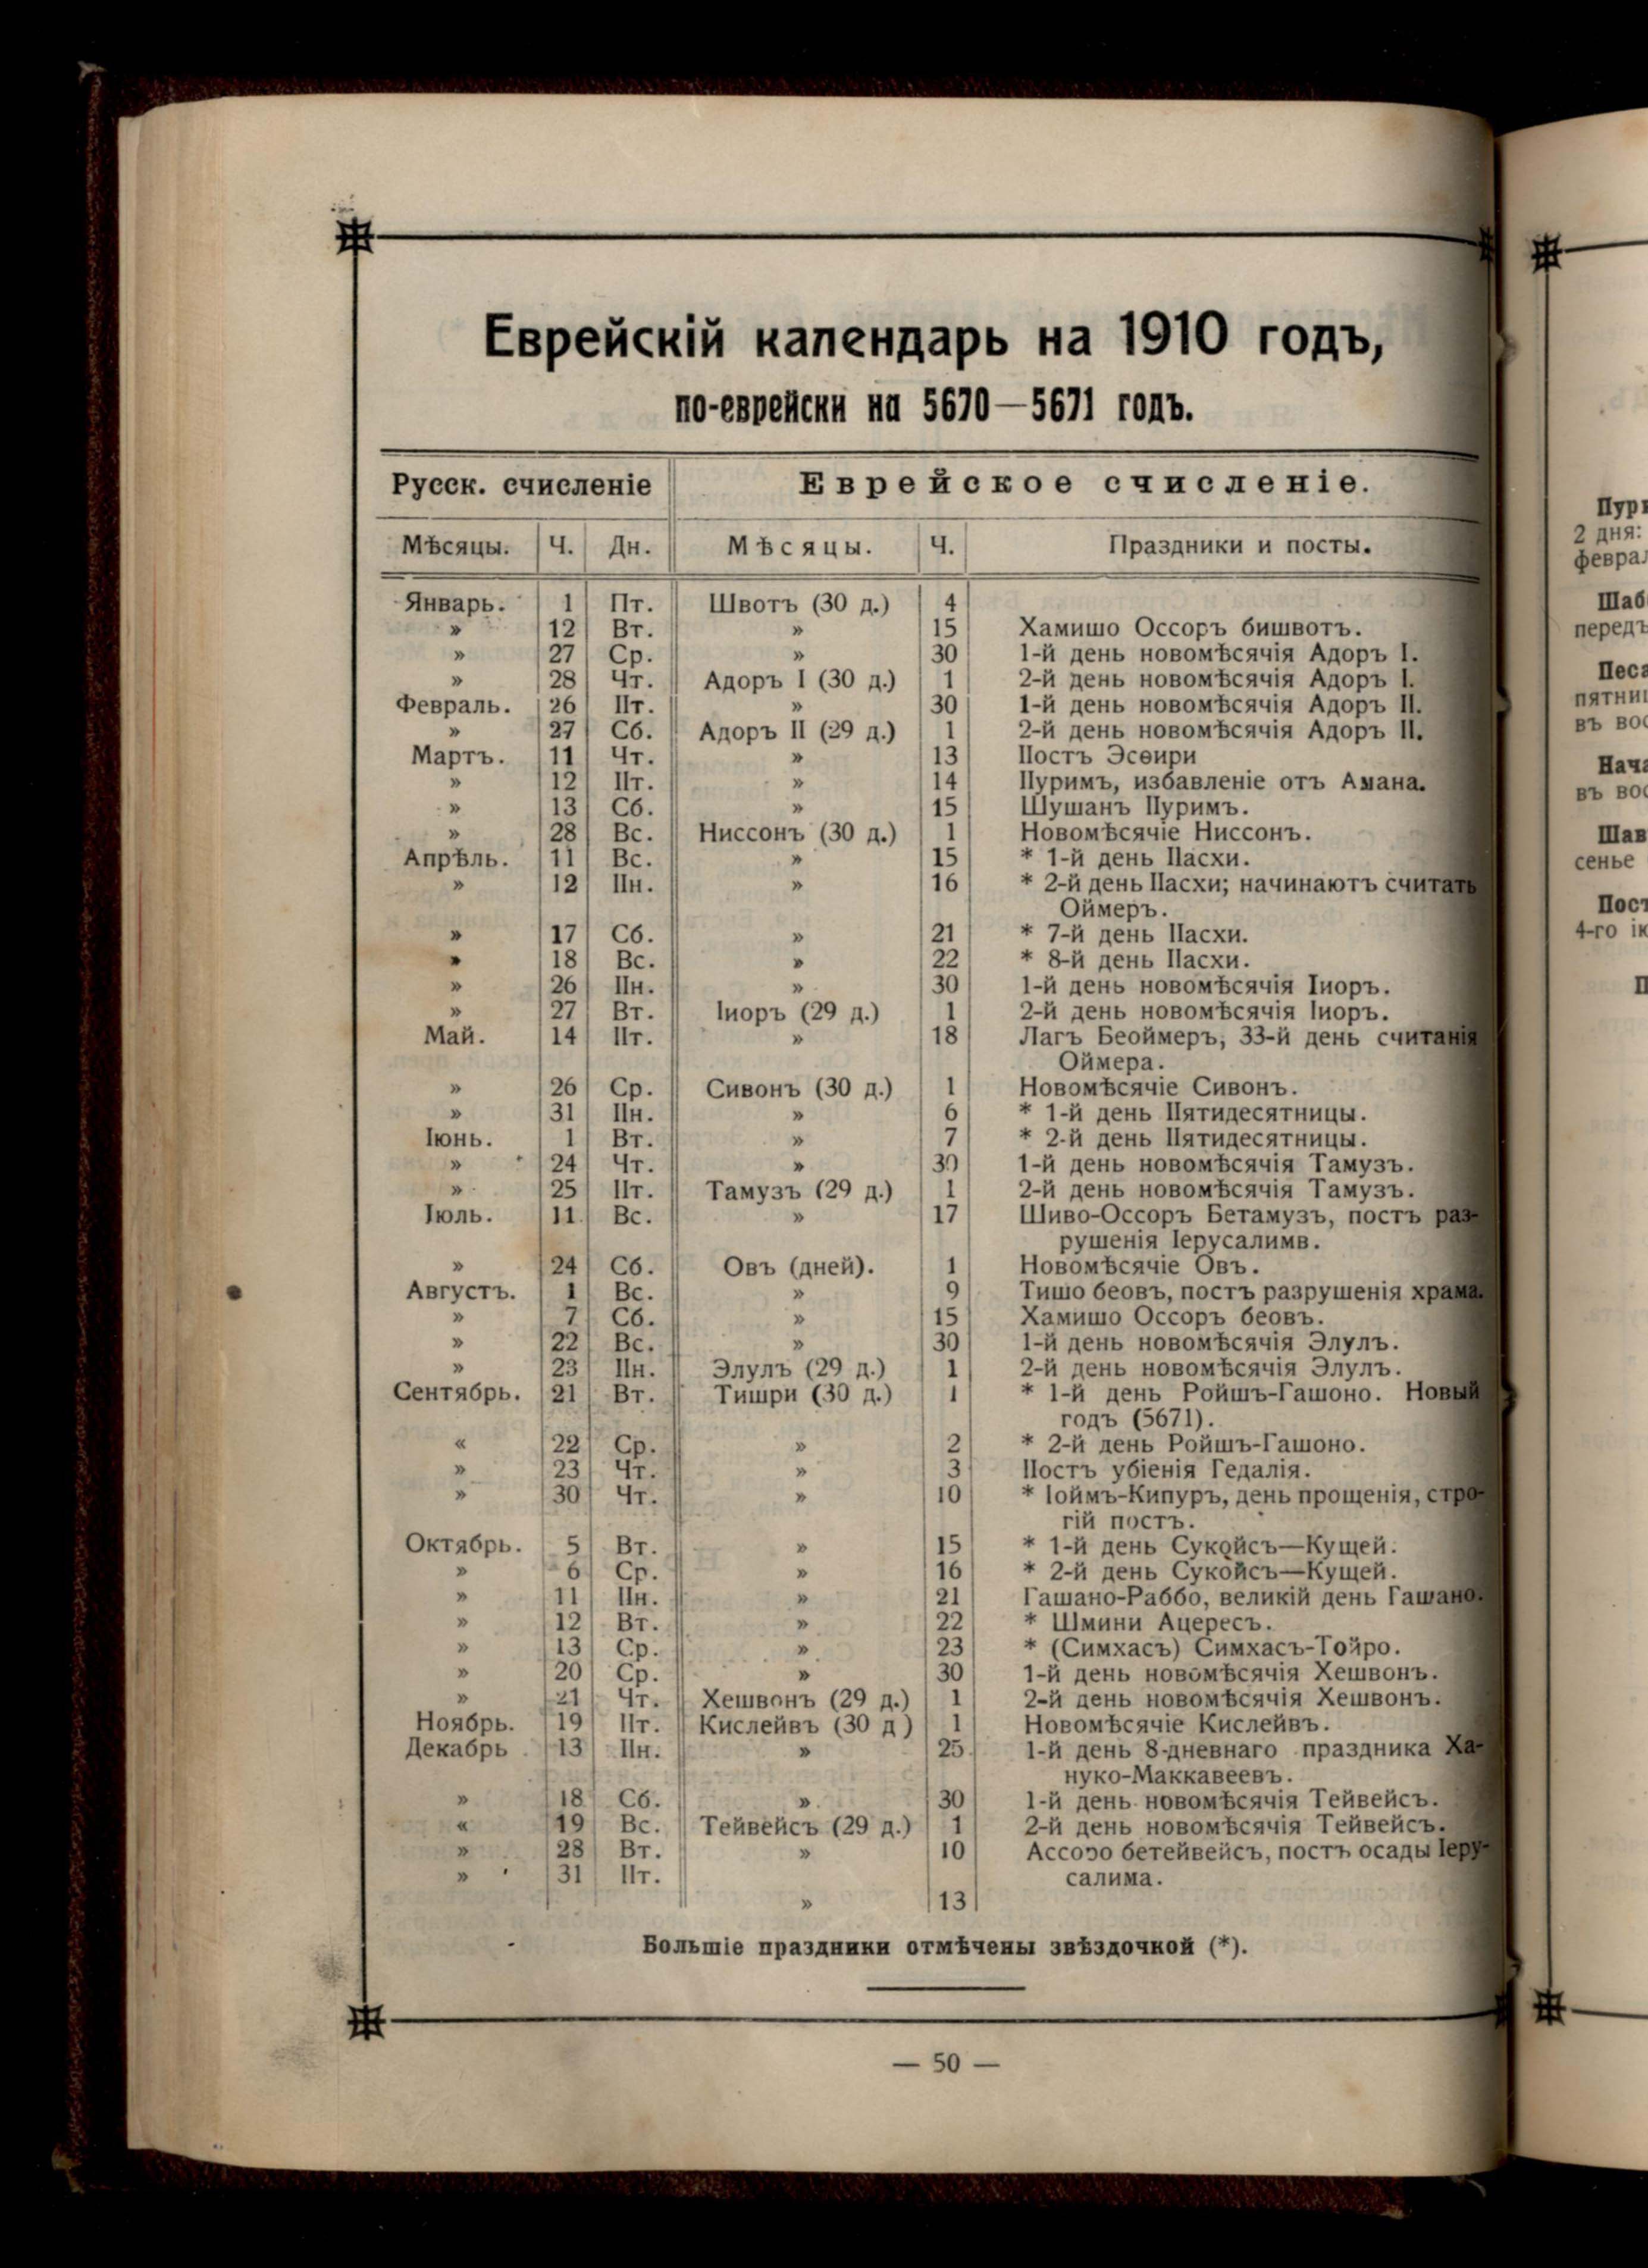 Еврейскій календарь на 1910 годъ,
по-еврейски на 5670—5671 годъ.
Русск. счисленіе Еврейское счисленіе.
Мѣсяцы. Ч. Дн. Мѣсяцы. Ч. Праздники и посты.
Январь. 1 Пт. Швотъ (30 д.) 4
» 12 Вт. » 15 Хамишо Оссоръ бишвотъ.
» 27 Ср. » 30 1-й день новомѣсячія Адоръ I.
» 28 Чт. Адоръ I (30 д.) 1 2-й день новомѣсячія Адоръ I.
Февраль. 26 Пт. » 30 1-й день новомѣсячія Адоръ II.
» 27 Сб. Адоръ II (29 д.) 1 2-й день новомѣсячія Адоръ II.
Мартъ. 11 Чт. » 13 Постъ Эсѳири
» 12 Пт. » 14 Пуримъ, избавленіе отъ Амана.
» 13 Сб. » 15 Шушанъ Пуримъ.
» 28 Вс. Ниссонъ (30 д.) 1 Новомѣсячіе Ниссонъ.
Апрѣль. 11 Вс. » 15 * 1-й день Пасхи.
» 12 Пн. » 16 * 2-й день Пасхи; начинаютъ считать
Оймеръ.
» 17 Сб. » 21 * 7-й день Пасхи.
» 18 Вс. » 22 * 8-й день Пасхи.
» 26 Пн. » 30 1-й день новомѣсячія Іиоръ.
» 27 Вт. Іиоръ (29 д.) 1 2-й день новомѣсячія Іиоръ.
Май. 14 Пт. » 18 Лагъ Беоймеръ, 33-й день считанія
Оймера.
» 26 Ср. Сивонъ (30 д.) 1 Новомѣсячіе Сивонъ.
» 31 Пн. » 6 * 1-й день Пятидесятницы.
Іюнь. 1 Вт. » 7 * 2-й день Пятидесятницы.
» 24 Чт. » 30 1-й день новомѣсячія Тамузъ.
» 25 Пт. Тамузъ (29 д.) 1 2-й день новомѣсячія Тамузъ.
Іюль. 11 Вс. » 17 Шиво-Оссоръ Бетамузъ, постъ раз-
рушенія Іерусалимв.
» 24 Сб. Овъ (дней). 1 Новомѣсячіе Овъ.
Августъ. 1 Вс. » 9 Тишо беовъ, постъ разрушенія храма.
» 7 Сб. » 15 Хамишо Оссоръ беовъ.
» 22 Вс. » 30 1-й день новомѣсячія Элулъ.
» 23 Пн. Элулъ (29 д.) 1 2-й день новомѣсячія Элулъ.
Сентябрь. 21 Вт. Тишри (30 д.) 1 * 1-й день Ройшъ-Гашоно. Новый
годъ (5671).
« 22 Ср. » 2 * 2-й день Ройшъ-Гашоно.
» 23 Чт. » 3 Постъ убіенія Гедалія.
» 30 Чт. » 10 * Іоймъ-Кипуръ, день прощенія, стро-
гій постъ.
Октябрь. 5 Вт. » 15 * 1-й день Сукойсъ—Кущей.
» 6 Ср. » 16 * 2-й день Сукойсъ—Кущей.
» 11 Пн. » 21 Гашано-Раббо, великій день Гашано.
» 12 Вт. » 22 * Шмини Ацересъ.
» 13 Ср. » 23 * (Симхасъ) Симхасъ-Тойро.
» 20 Ср. » 30 1-й день новомѣсячія Хешвонъ.
» 21 Чт. Хешвонъ (29 д.) 1 2-й день новомѣсячія Хешвонъ.
Ноябрь. 19 Пт. Кислейвъ (30 д) 1 Новомѣсячіе Кислейвъ.
Декабрь. 13 Пн. » 25 1-й день 8-дневнаго праздника Ха-
нуко-Маккавеевъ.
» 18 Сб. » 30 1-й день новомѣсячія Тейвейсъ.
« 19 Вс. Тейвейсъ (29 д.) 1 2-й день новомѣсячія Тейвейсъ.
» 28 Вт. » 10 Ассоро бетейвейсъ, постъ осады Іеру-
» 31 Пт. салима.
» 13
Большіе праздники отмѣчены звѣздочкой (*).
— 50 —
2 дня:
передъ
сенье